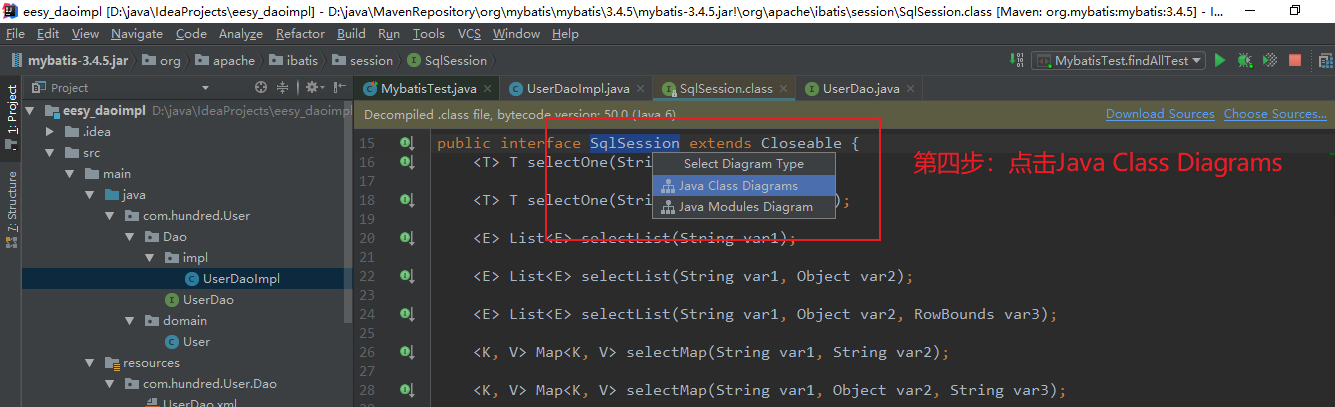 eesy_daoimpl [D:\java\IdeaProjects\eesy_daoimpl] - D:\java\MavenRepository\org\mybatis\mybatis\3.4.5\mybatis-3.4.5.jar!\org\apache\ibatis\session\SqlSession.class [Maven: org.mybatis:mybatis:3.4.5] - I...
File Edit View Navigate Code Analyze Refactor Build Run Tools VCS Window Help
mybatis-3.4.5.jar org apache ibatis session SqlSession MybatisTest.findAllTest
Project MybatisTest.java UserDaoImpl.java SqlSession.class UserDao.java
1: Project
7: Structure
eesy_daoimpl D:\java\IdeaProjects\eesy_daoimpl
.idea
src
main
java
com.hundred.User
Dao
impl
UserDaoImpl
UserDao
domain
User
resources
com.hundred.User.Dao
UserDao.xml
Decompiled .class file, bytecode version: 50.0 (Java 6) Download Sources Choose Sources...
15 public interface SqlSession extends Closeable {
16 <T> T selectOne(Stri
17
18 <T> T selectOne(Stri );
19
20 <E> List<E> selectList(String var1);
21
22 <E> List<E> selectList(String var1, Object var2);
23
24 <E> List<E> selectList(String var1, Object var2, RowBounds var3);
25
26 <K, V> Map<K, V> selectMap(String var1, String var2);
27
28 <K, V> Map<K, V> selectMap(String var1, Object var2, String var3);
29
Select Diagram Type
Java Class Diagrams
Java Modules Diagram
第四步：点击Java Class Diagrams